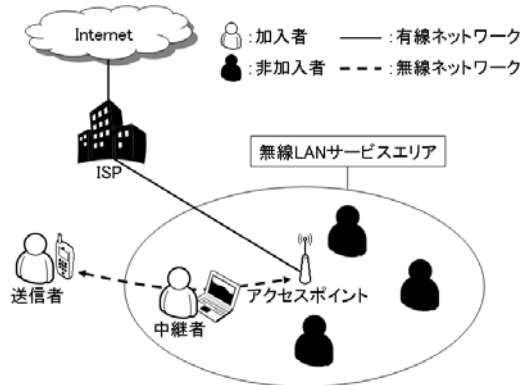 Internet
:加入者
:有線ネットワーク
:非加入者
:無線ネットワーク
ISP
無線LANサービスエリア
送信者
中継者
アクセスポイント